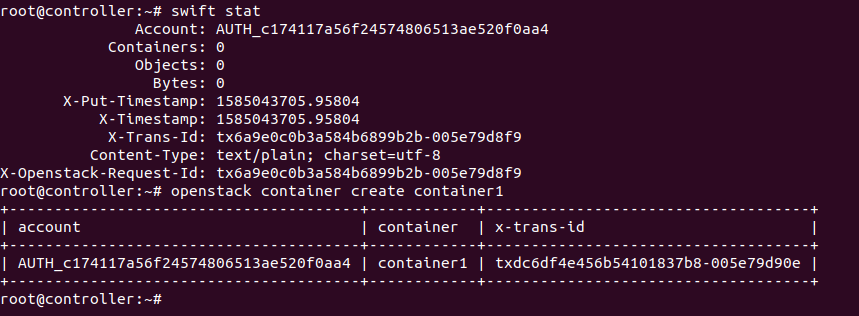 root@controller:~# swift stat
               Account: AUTH_c174117a56f24574806513ae520f0aa4
            Containers: 0
               Objects: 0
                 Bytes: 0
       X-Put-Timestamp: 1585043705.95804
           X-Timestamp: 1585043705.95804
            X-Trans-Id: tx6a9e0c0b3a584b6899b2b-005e79d8f9
          Content-Type: text/plain; charset=utf-8
X-Openstack-Request-Id: tx6a9e0c0b3a584b6899b2b-005e79d8f9
root@controller:~# openstack container create container1
+---------------------------------------+------------+------------------------------------+
| account                               | container  | x-trans-id                         |
+---------------------------------------+------------+------------------------------------+
| AUTH_c174117a56f24574806513ae520f0aa4 | container1 | txdc6df4e456b54101837b8-005e79d90e |
+---------------------------------------+------------+------------------------------------+
root@controller:~#